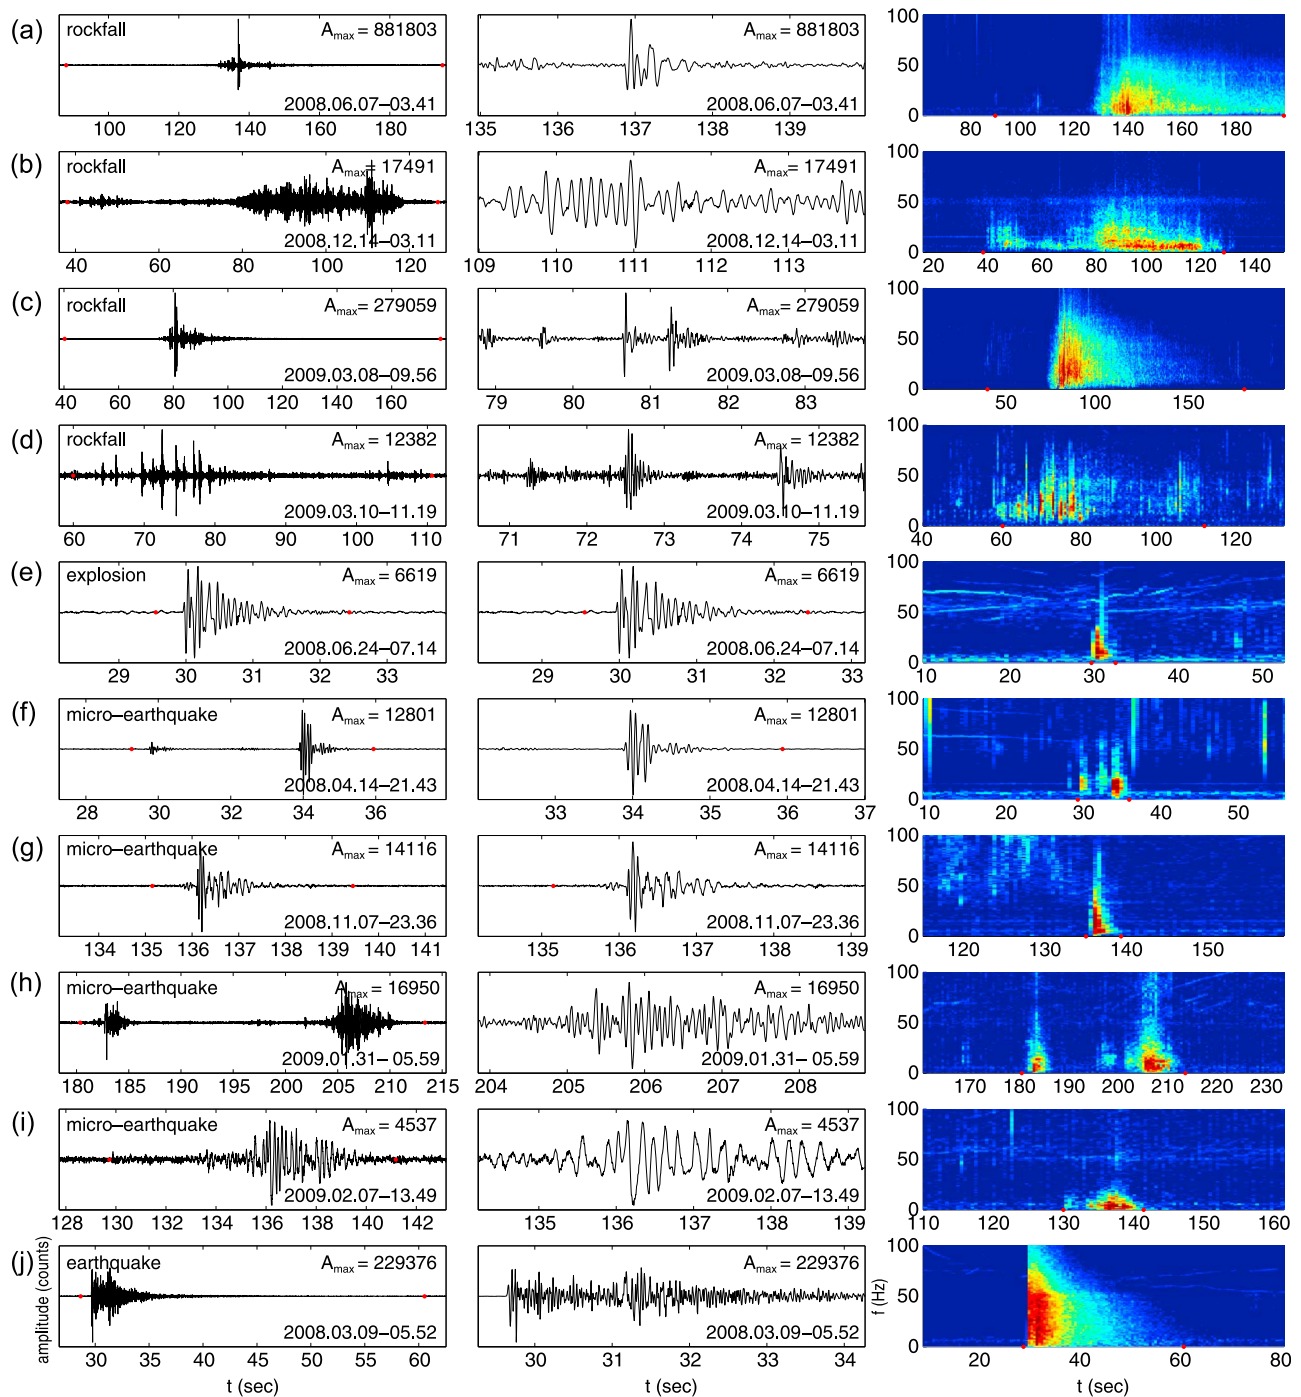 (a) rockfall Amax = 881803 Amax = 881803 100
50
2008.06.07–03.41 2008.06.07–03.41
0
100 120 140 160 180 135 136 137 138 139 80 100 120 140 160 180
(b) rockfall Amax= 17491 Amax = 17491 100
50
2008.12.14–03.11 2008.12.14–03.11
0
40 60 80 100 120 109 110 111 112 113 20 40 60 80 100 120 140
(c) rockfall Amax = 279059 Amax = 279059 100
50
2009.03.08–09.56 2009.03.08–09.56
0
40 60 80 100 120 140 160 180 79 80 81 82 83 50 100 150
(d) rockfall Amax = 12382 Amax = 12382 100
50
2009.03.10–11.19 2009.03.10–11.19
0
60 70 80 90 100 110 71 72 73 74 75 40 60 80 100 120
(e) explosion Amax = 6619 Amax = 6619 100
50
2008.06.24–07.14 2008.06.24–07.14
0
29 30 31 32 33 29 30 31 32 33 10 20 30 40 50
(f) micro–earthquake Amax = 12801 Amax = 12801 100
50
2008.04.14–21.43 2008.04.14–21.43
0
28 30 32 34 36 33 34 35 36 37 10 20 30 40 50
(g) micro–earthquake Amax = 14116 Amax = 14116 100
50
2008.11.07–23.36 2008.11.07–23.36
0
134 135 136 137 138 139 140 141 135 136 137 138 139 120 130 140 150
(h) micro–earthquake Amax = 16950 Amax = 16950 100
50
2009.01.31– 05.59 2009.01.31– 05.59
0
180 185 190 195 200 205 210 215 204 205 206 207 208 170 180 190 200 210 220 230
(i) micro–earthquake Amax = 4537 Amax = 4537 100
50
2009.02.07–13.49 2009.02.07–13.49
0
128 130 132 134 136 138 140 142 135 136 137 138 139 110 120 130 140 150 160
(j) earthquake Amax = 229376 Amax = 229376 100
amplitude (counts) f (Hz) 50
2008.03.09–05.52 2008.03.09–05.52
0
30 35 40 45 50 55 60 30 31 32 33 34 20 40 60 80
t (sec) t (sec) t (sec)